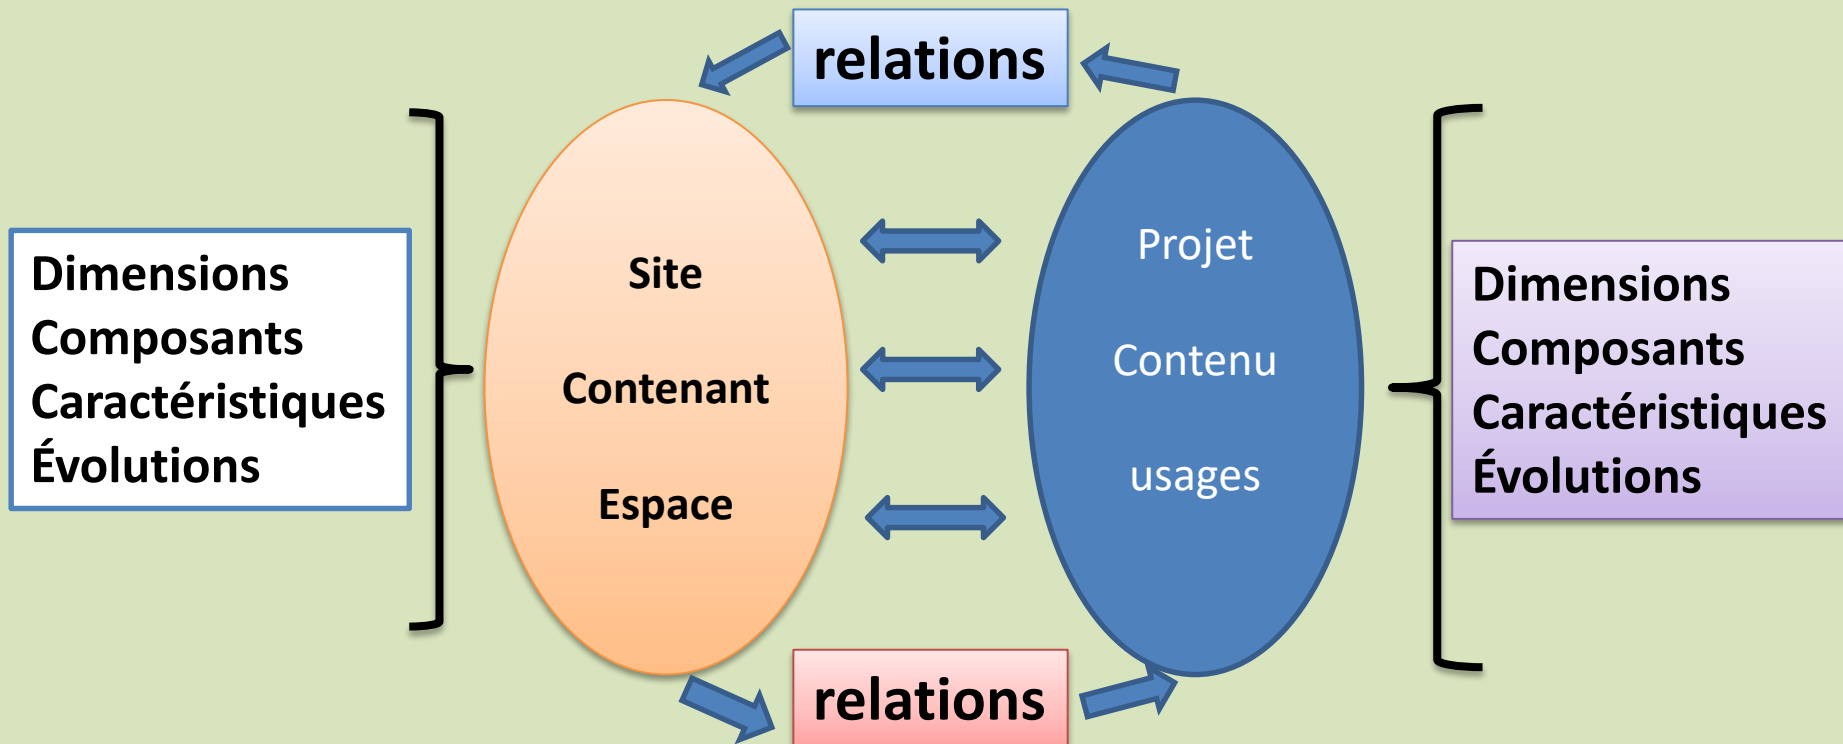 relations
Dimensions
Composants
Caractéristiques
Évolutions
Site
Contenant
Espace
Projet
Contenu
usages
Dimensions
Composants
Caractéristiques
Évolutions
relations